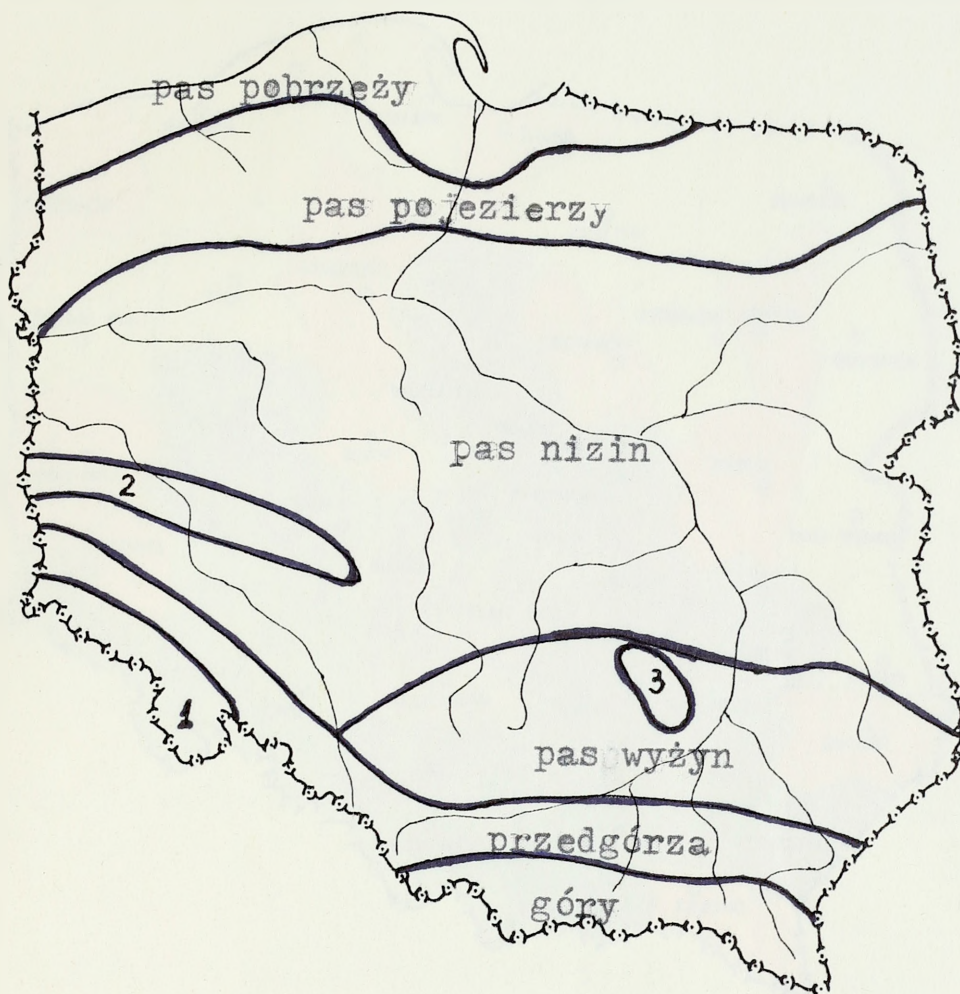 pas pobrzeży
pas pojezierzy
pas nizin
2
3
1
pas wyżyn
przedgórza
góry